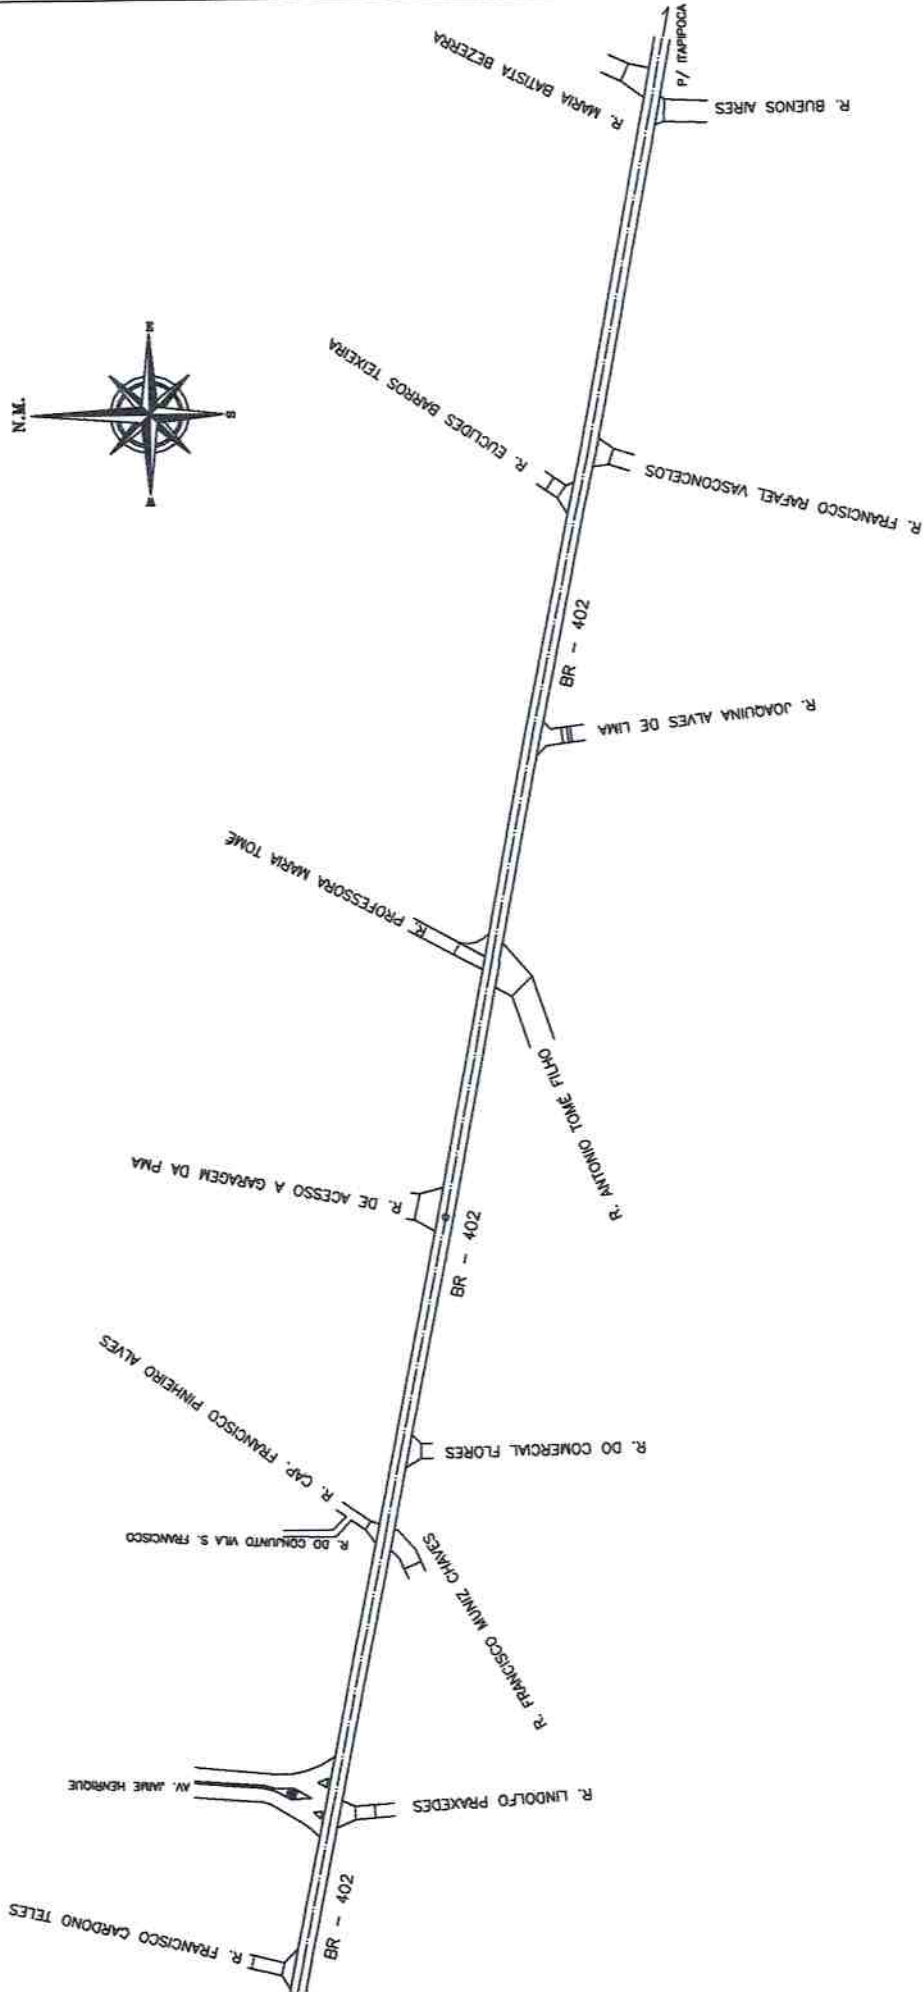 P/ ITAPIPOCA
R. MARIA BATISTA BEZERRA
R. BUENOS AIRES
N.M.
E
S
W
R. EUCLIDES BARROS TEIXEIRA
R. FRANCISCO RAFAEL VASCONCELOS
BR - 402
R. JOAQUINA ALVES DE LIMA
R. PROFESSORA MARIA TOMÉ
R. ANTONIO TOMÉ FILHO
R. DE ACESSO A GARAGEM DA PMA
BR - 402
R. CAP. FRANCISCO PINHEIRO ALVES
R. DO COMERCIAL FLORES
R. DO CONJUNTO VILA S. FRANCISCO
R. FRANCISCO MUNIZ CHAVES
AV. JAIME HENRIQUE
R. LINDOLFO PRAXEDES
BR - 402
R. FRANCISCO CARDONO TELES